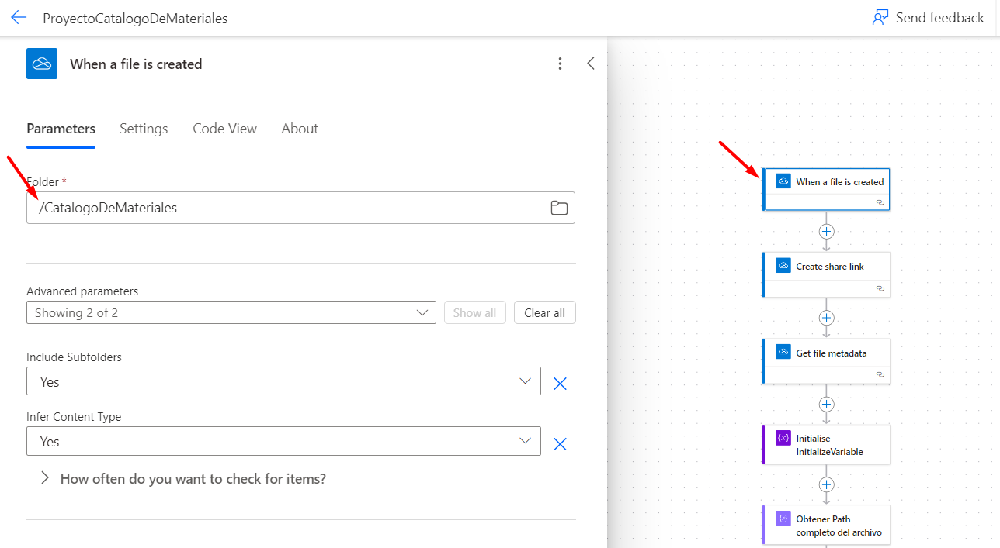 ProyectoCatalogoDeMateriales
Send feedback
When a file is created
Parameters Settings Code View About
Folder *
/CatalogoDeMateriales
Advanced parameters
Showing 2 of 2
Show all
Clear all
Include Subfolders
Yes
Infer Content Type
Yes
How often do you want to check for items?
When a file is created
Create share link
Get file metadata
Initialise
InitializeVariable
Obtener Path
completo del archivo